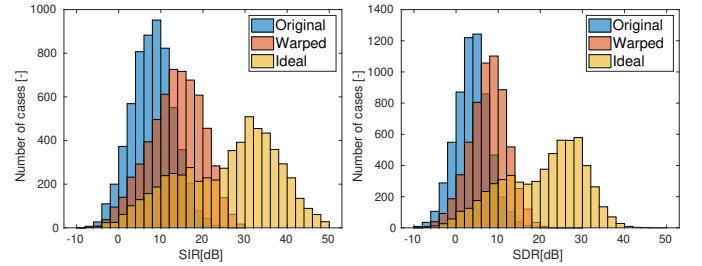 1000
800
600
400
200
0
Number of cases [-]
-10 0 10 20 30 40 50
SIR[dB]
Original
Warped
Ideal
1400
1200
1000
800
600
400
200
0
Number of cases [-]
-10 0 10 20 30 40 50
SDR[dB]
Original
Warped
Ideal